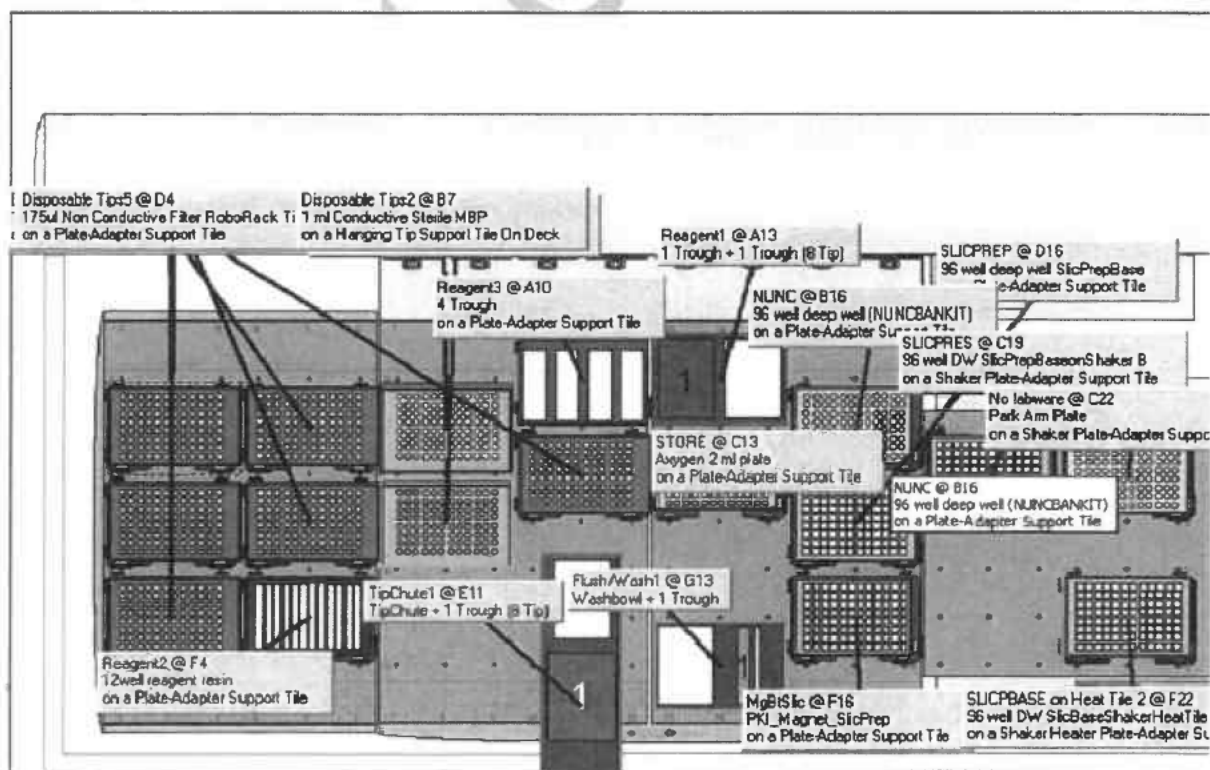 Disposable Tips5 @ D4
175ul Non Conductive Filter RoboRack Ti
on a Plate-Adapter Support Tile
Disposable Tips2 @ B7
1 ml Conductive Sterile MBP
on a Hanging Tip Support Tile On Deck
Reagent1 @ A13
1 Trough + 1 Trough (8 Tip)
SLICPREP @ D16
96 well deep well SlicPrepBase
Plate-Adapter Support Tile
Reagent3 @ A10
4 Trough
on a Plate-Adapter Support Tile
NUNC @ B16
96 well deep well (NUNCBANKIT)
on a Plate-Adapter Support Tile
SLICPRES @ C19
96 well DW SlicPrepBaseonShaker B
on a Shaker Plate-Adapter Support Tile
No labware @ C22
Park Arm Plate
on a Shaker Plate-Adapter Suppo
1
STORE @ C13
Axygen 2 ml plate
on a Plate-Adapter Support Tile
NUNC @ B16
96 well deep well (NUNCBANKIT)
on a Plate-Adapter Support Tile
TipChute1 @ E11
TipChute + 1 Trough (8 Tip)
Flush/Wash1 @ G13
Washbowl + 1 Trough
1
1
Reagent2 @ F4
12well reagent resin
on a Plate-Adapter Support Tile
MgBtSlic @ F16
PKI_Magnet_SlicPrep
on a Plate-Adapter Support Tile
SLICPBASE on Heat Tile 2 @ F22
96 well DW SlicBaseShakerHeatTile
on a Shaker Heater Plate-Adapter Su